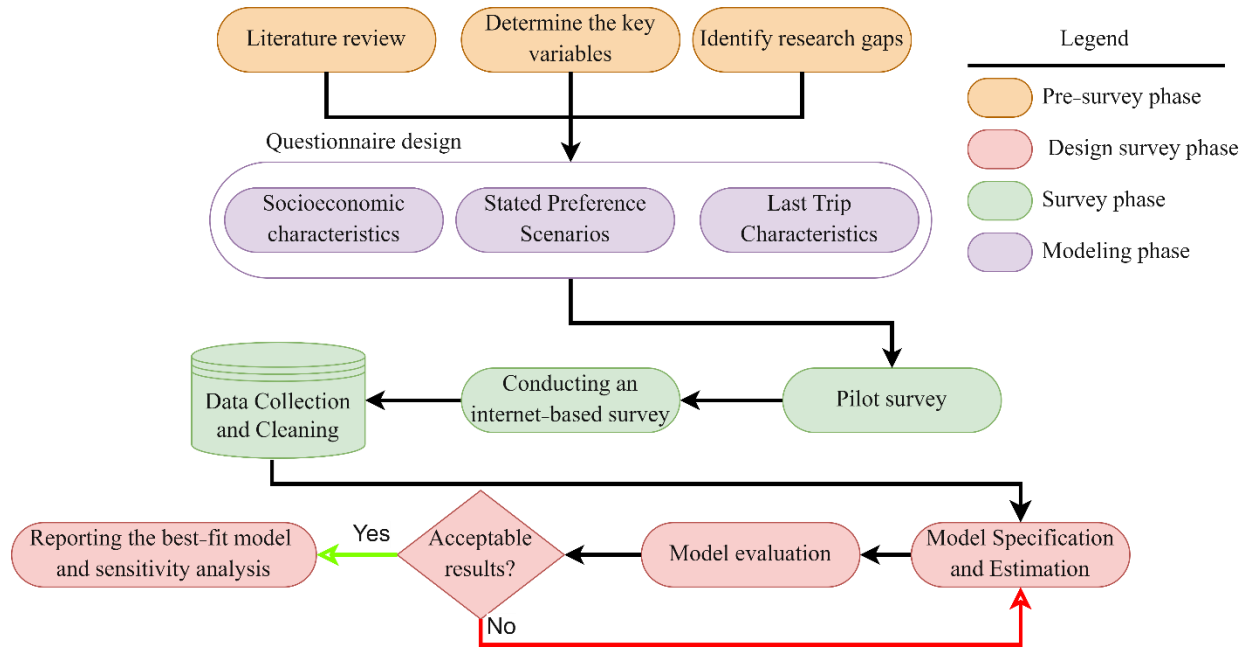 Literature review
Determine the key
variables
Identify research gaps
Legend
Pre-survey phase
Design survey phase
Survey phase
Modeling phase
Questionnaire design
Socioeconomic
characteristics
Stated Preference
Scenarios
Last Trip
Characteristics
Data Collection
and Cleaning
Conducting an
internet-based survey
Pilot survey
Reporting the best-fit model
and sensitivity analysis
Yes
Acceptable
results?
No
Model evaluation
Model Specification
and Estimation